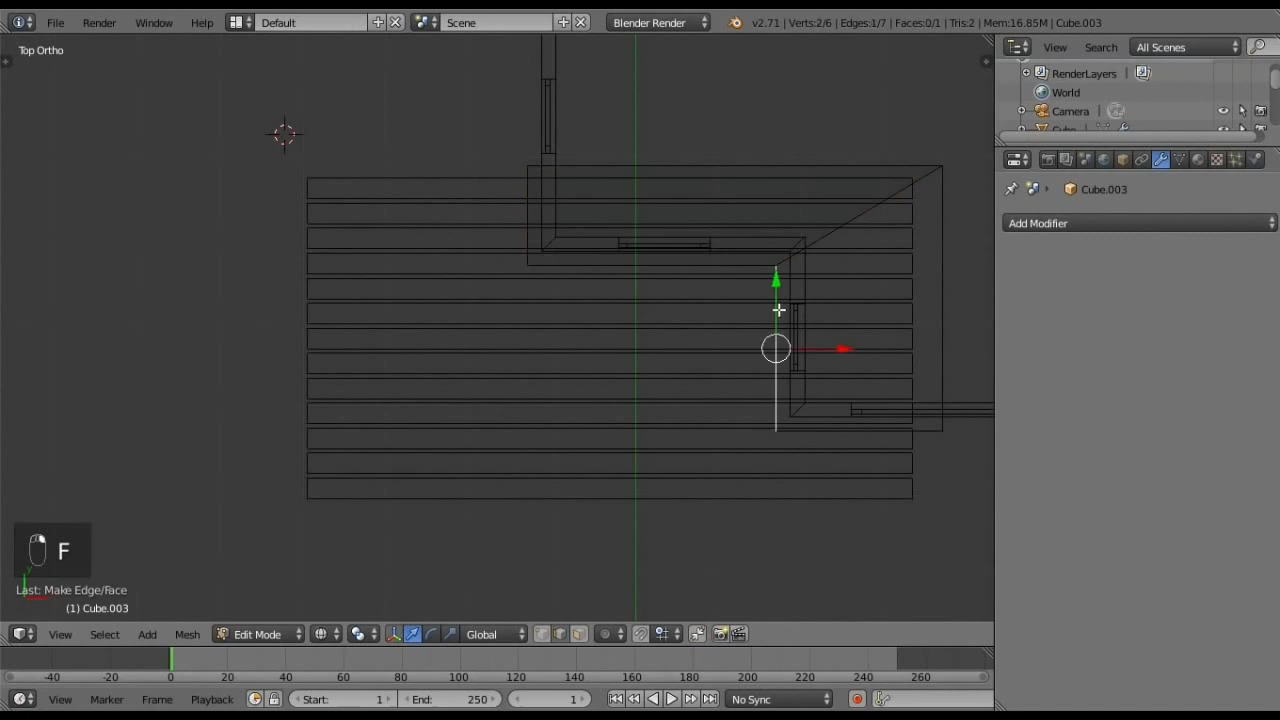 File Render Window Help Default Scene Blender Render v2.71 | Verts:2/6 | Edges:1/7 | Faces:0/1 | Tris:2 | Mem:16.85M | Cube.003
Top Ortho
View Search All Scenes
RenderLayers
World
Camera
Cube
Cube.003
Add Modifier
F
Last: Make Edge/Face
(1) Cube.003
View Select Add Mesh Edit Mode Global
-40 -20 0 20 40 60 80 100 120 140 160 180 200 220 240 260
View Marker Frame Playback Start: 1 End: 250 1 No Sync